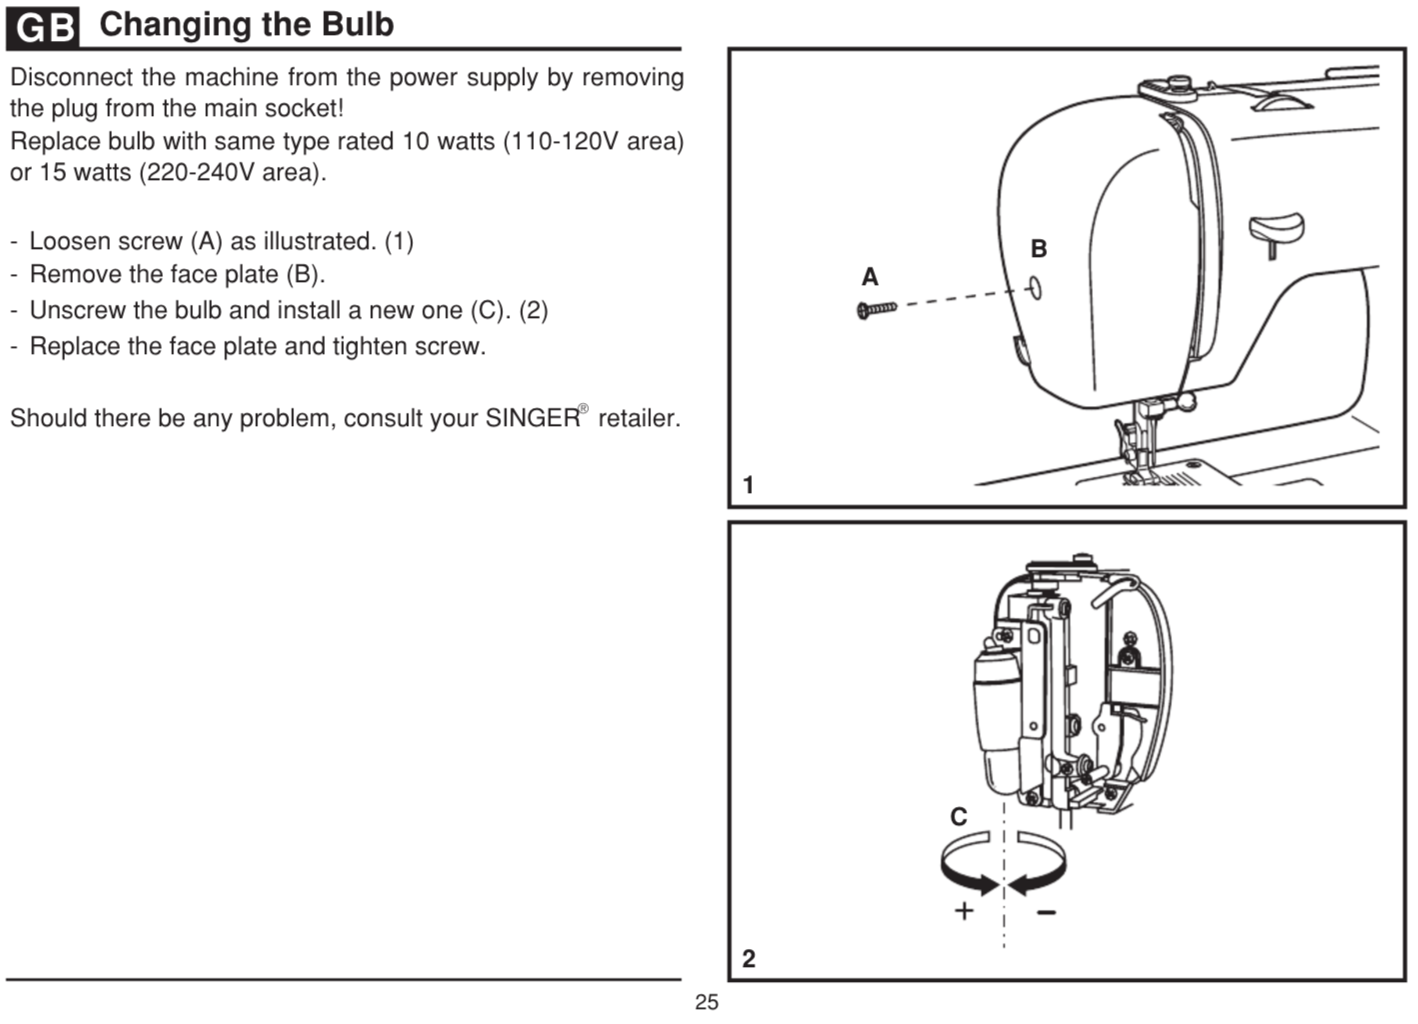 GB Changing the Bulb
Disconnect the machine from the power supply by removing
the plug from the main socket!
Replace bulb with same type rated 10 watts (110-120V area)
or 15 watts (220-240V area).
- Loosen screw (A) as illustrated. (1)
- Remove the face plate (B).
- Unscrew the bulb and install a new one (C). (2)
- Replace the face plate and tighten screw.
Should there be any problem, consult your SINGER® retailer.
A
B
1
C
+ −
2
25